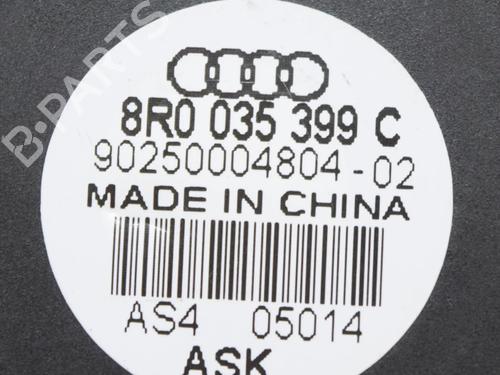 8R0 035 399 C
90250004804-02
MADE IN CHINA
AS4 05014
ASK
B-PARTS